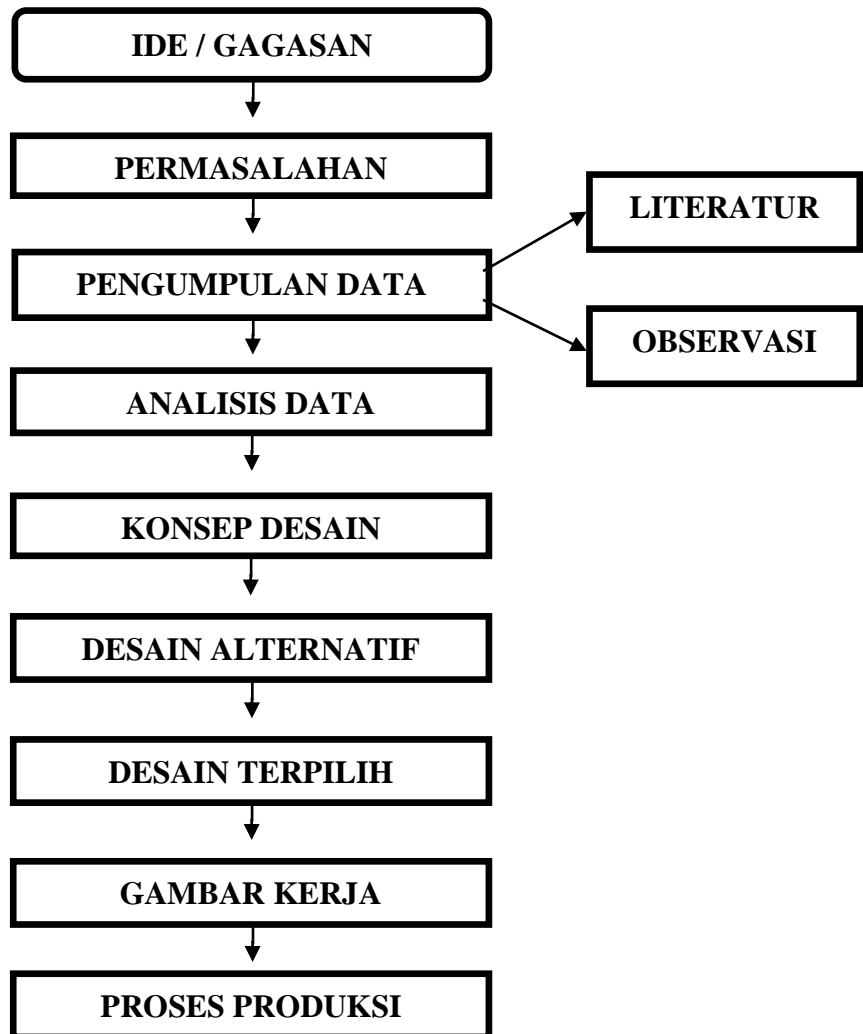 IDE / GAGASAN
PERMASALAHAN
PENGUMPULAN DATA
LITERATUR
OBSERVASI
ANALISIS DATA
KONSEP DESAIN
DESAIN ALTERNATIF
DESAIN TERPILIH
GAMBAR KERJA
PROSES PRODUKSI